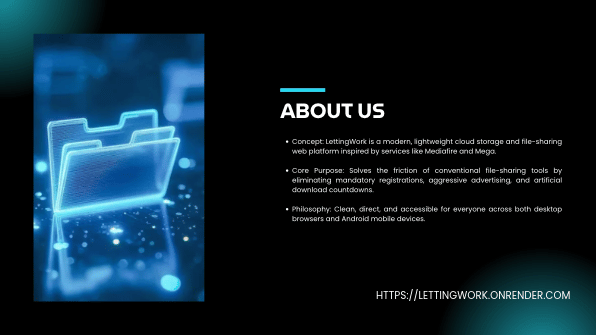 ABOUT US
• Concept: LettingWork is a modern, lightweight cloud storage and file-sharing
web platform inspired by services like Mediafire and Mega.
• Core Purpose: Solves the friction of conventional file-sharing tools by
eliminating mandatory registrations, aggressive advertising, and artificial
download countdowns.
• Philosophy: Clean, direct, and accessible for everyone across both desktop
browsers and Android mobile devices.
HTTPS://LETTINGWORK.ONRENDER.COM